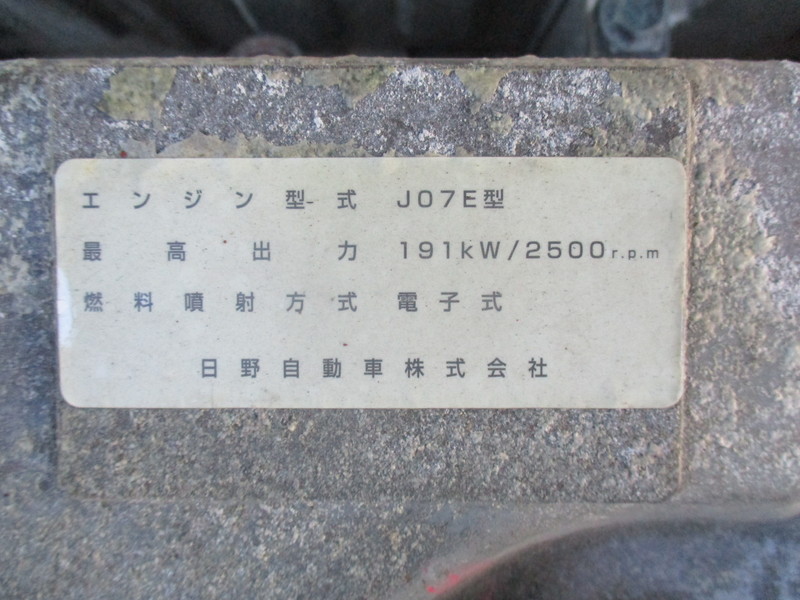 エンジン型式 J07E型
最高出力 191kW/2500r.p.m
燃料噴射方式 電子式
日野自動車株式会社